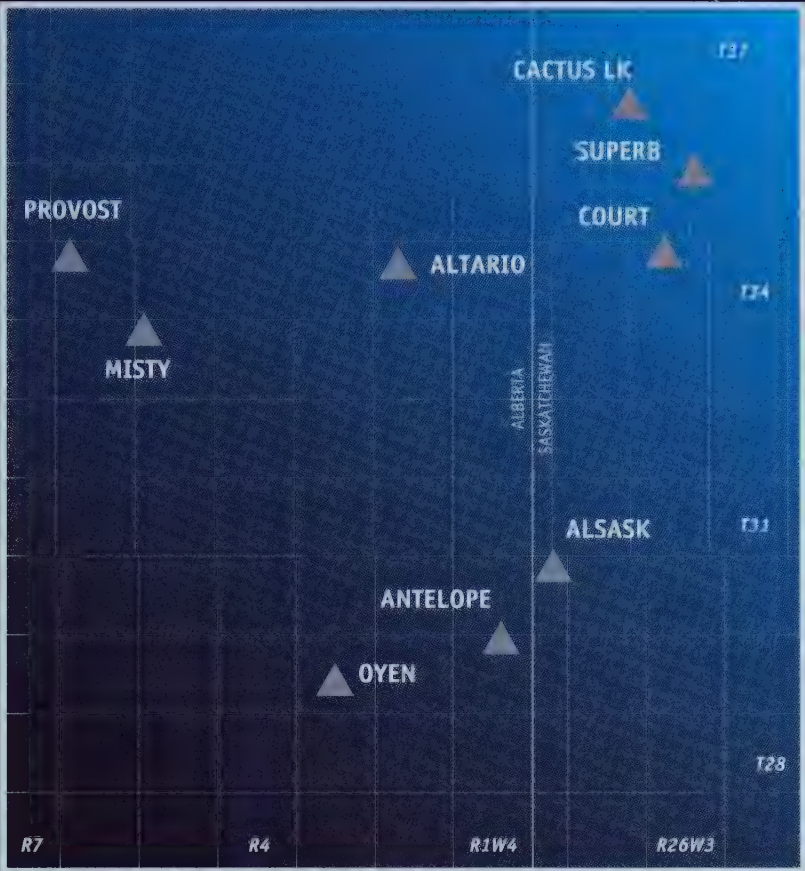 T37
CACTUS LK
SUPERB
PROVOST
COURT
ALTARIO
T34
MISTY
ALBERTA
SASKATCHEWAN
ALSASK
T31
ANTELOPE
OYEN
T28
R7
R4
R1W4
R26W3